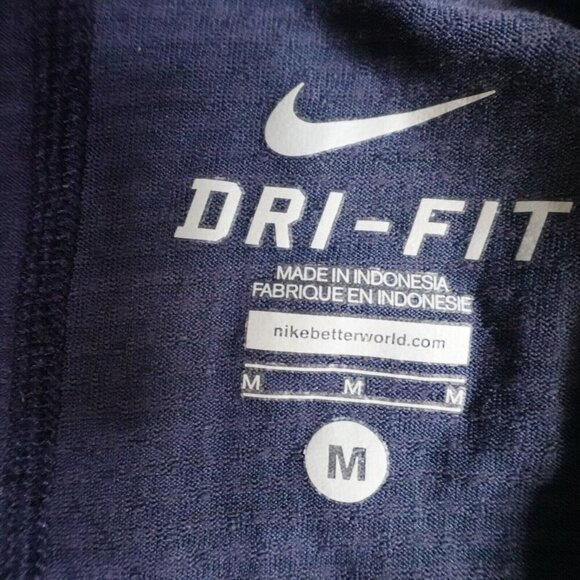 DRI-FIT
MADE IN INDONESIA
FABRIQUE EN INDONESIE
nikebetterworld.com
M M M
M